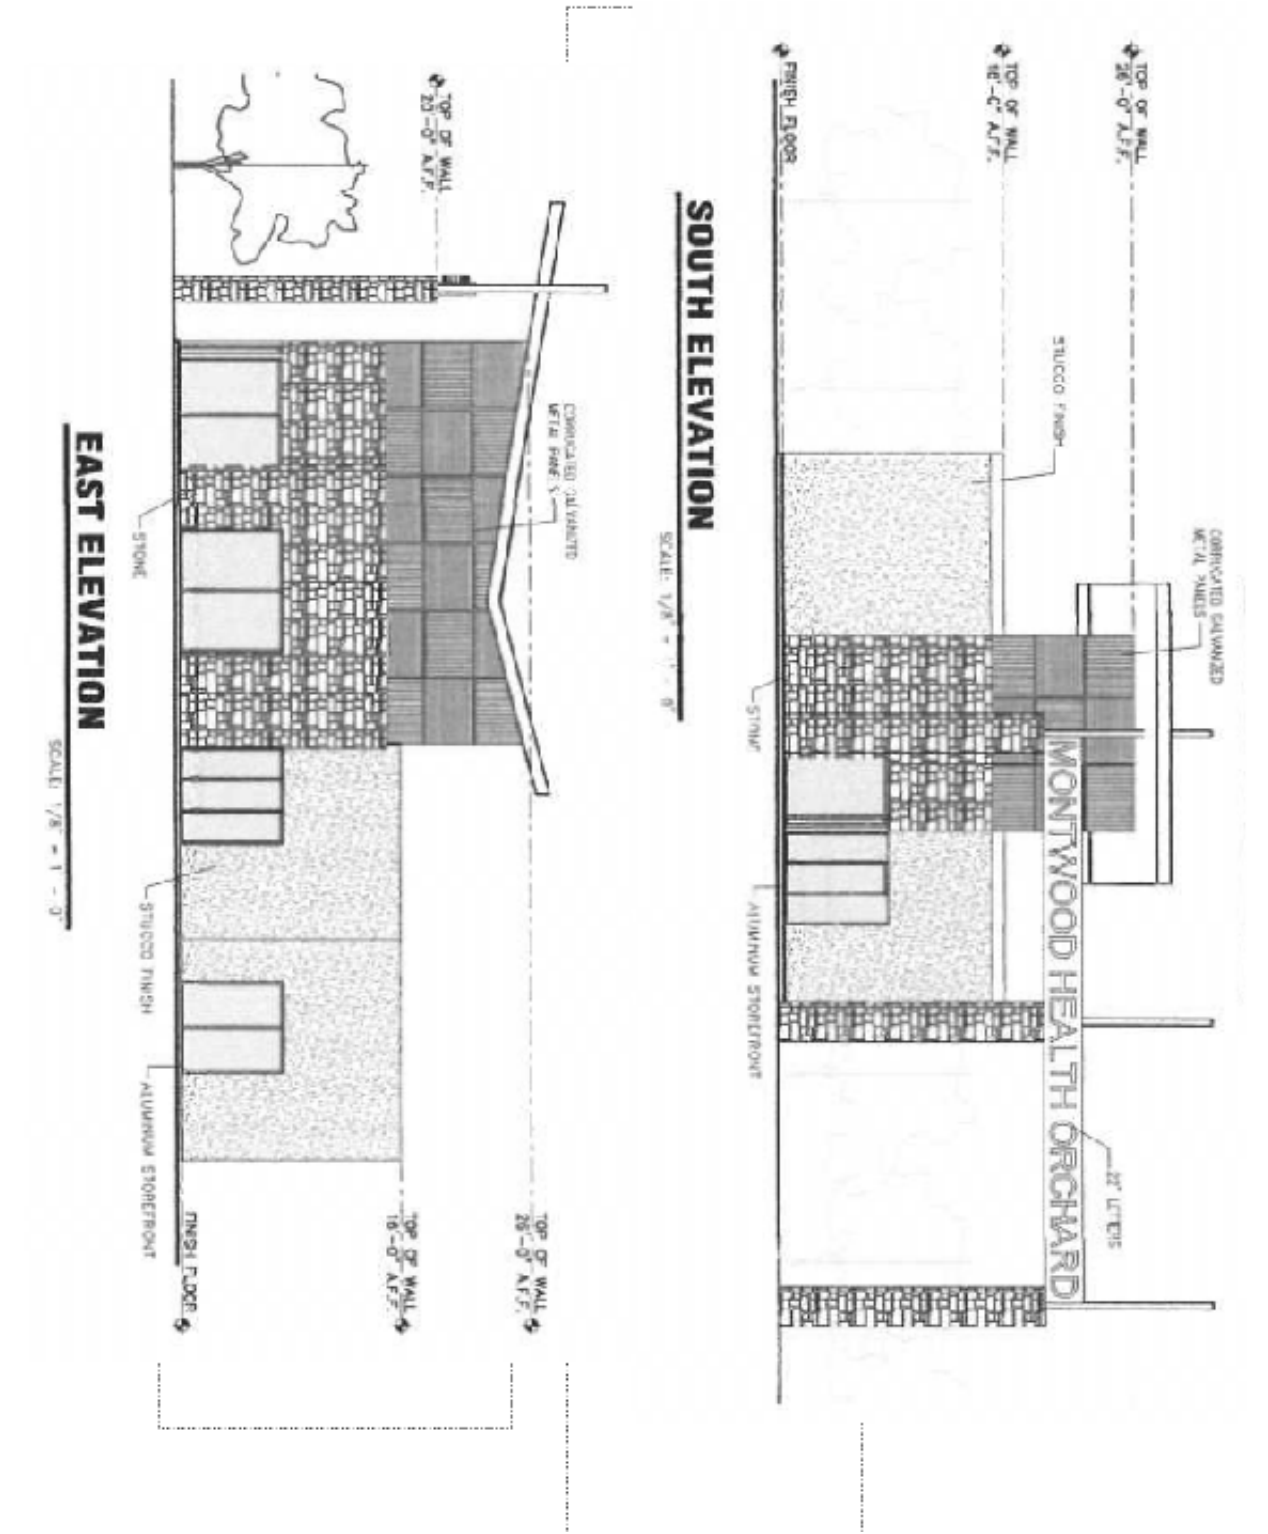 TOP OF WALL
26'-0" A.F.F.
TOP OF WALL
16'-0" A.F.F.
FINISH FLOOR
STUCCO FINISH
CORRUGATED GALVANIZED
METAL PANELS
STONE
ALUMINUM STOREFRONT
MONTWOOD HEALTH ORCHARD
22" LETTERS
SOUTH ELEVATION
SCALE: 1/8" =
TOP OF WALL
20'-0" A.F.F.
CORRUGATED GALVANIZED
METAL PANELS
STONE
STUCCO FINISH
ALUMINUM STOREFRONT
TOP OF WALL
26'-0" A.F.F.
TOP OF WALL
16'-0" A.F.F.
FINISH FLOOR
EAST ELEVATION
SCALE: 1/8" = 1'-0"